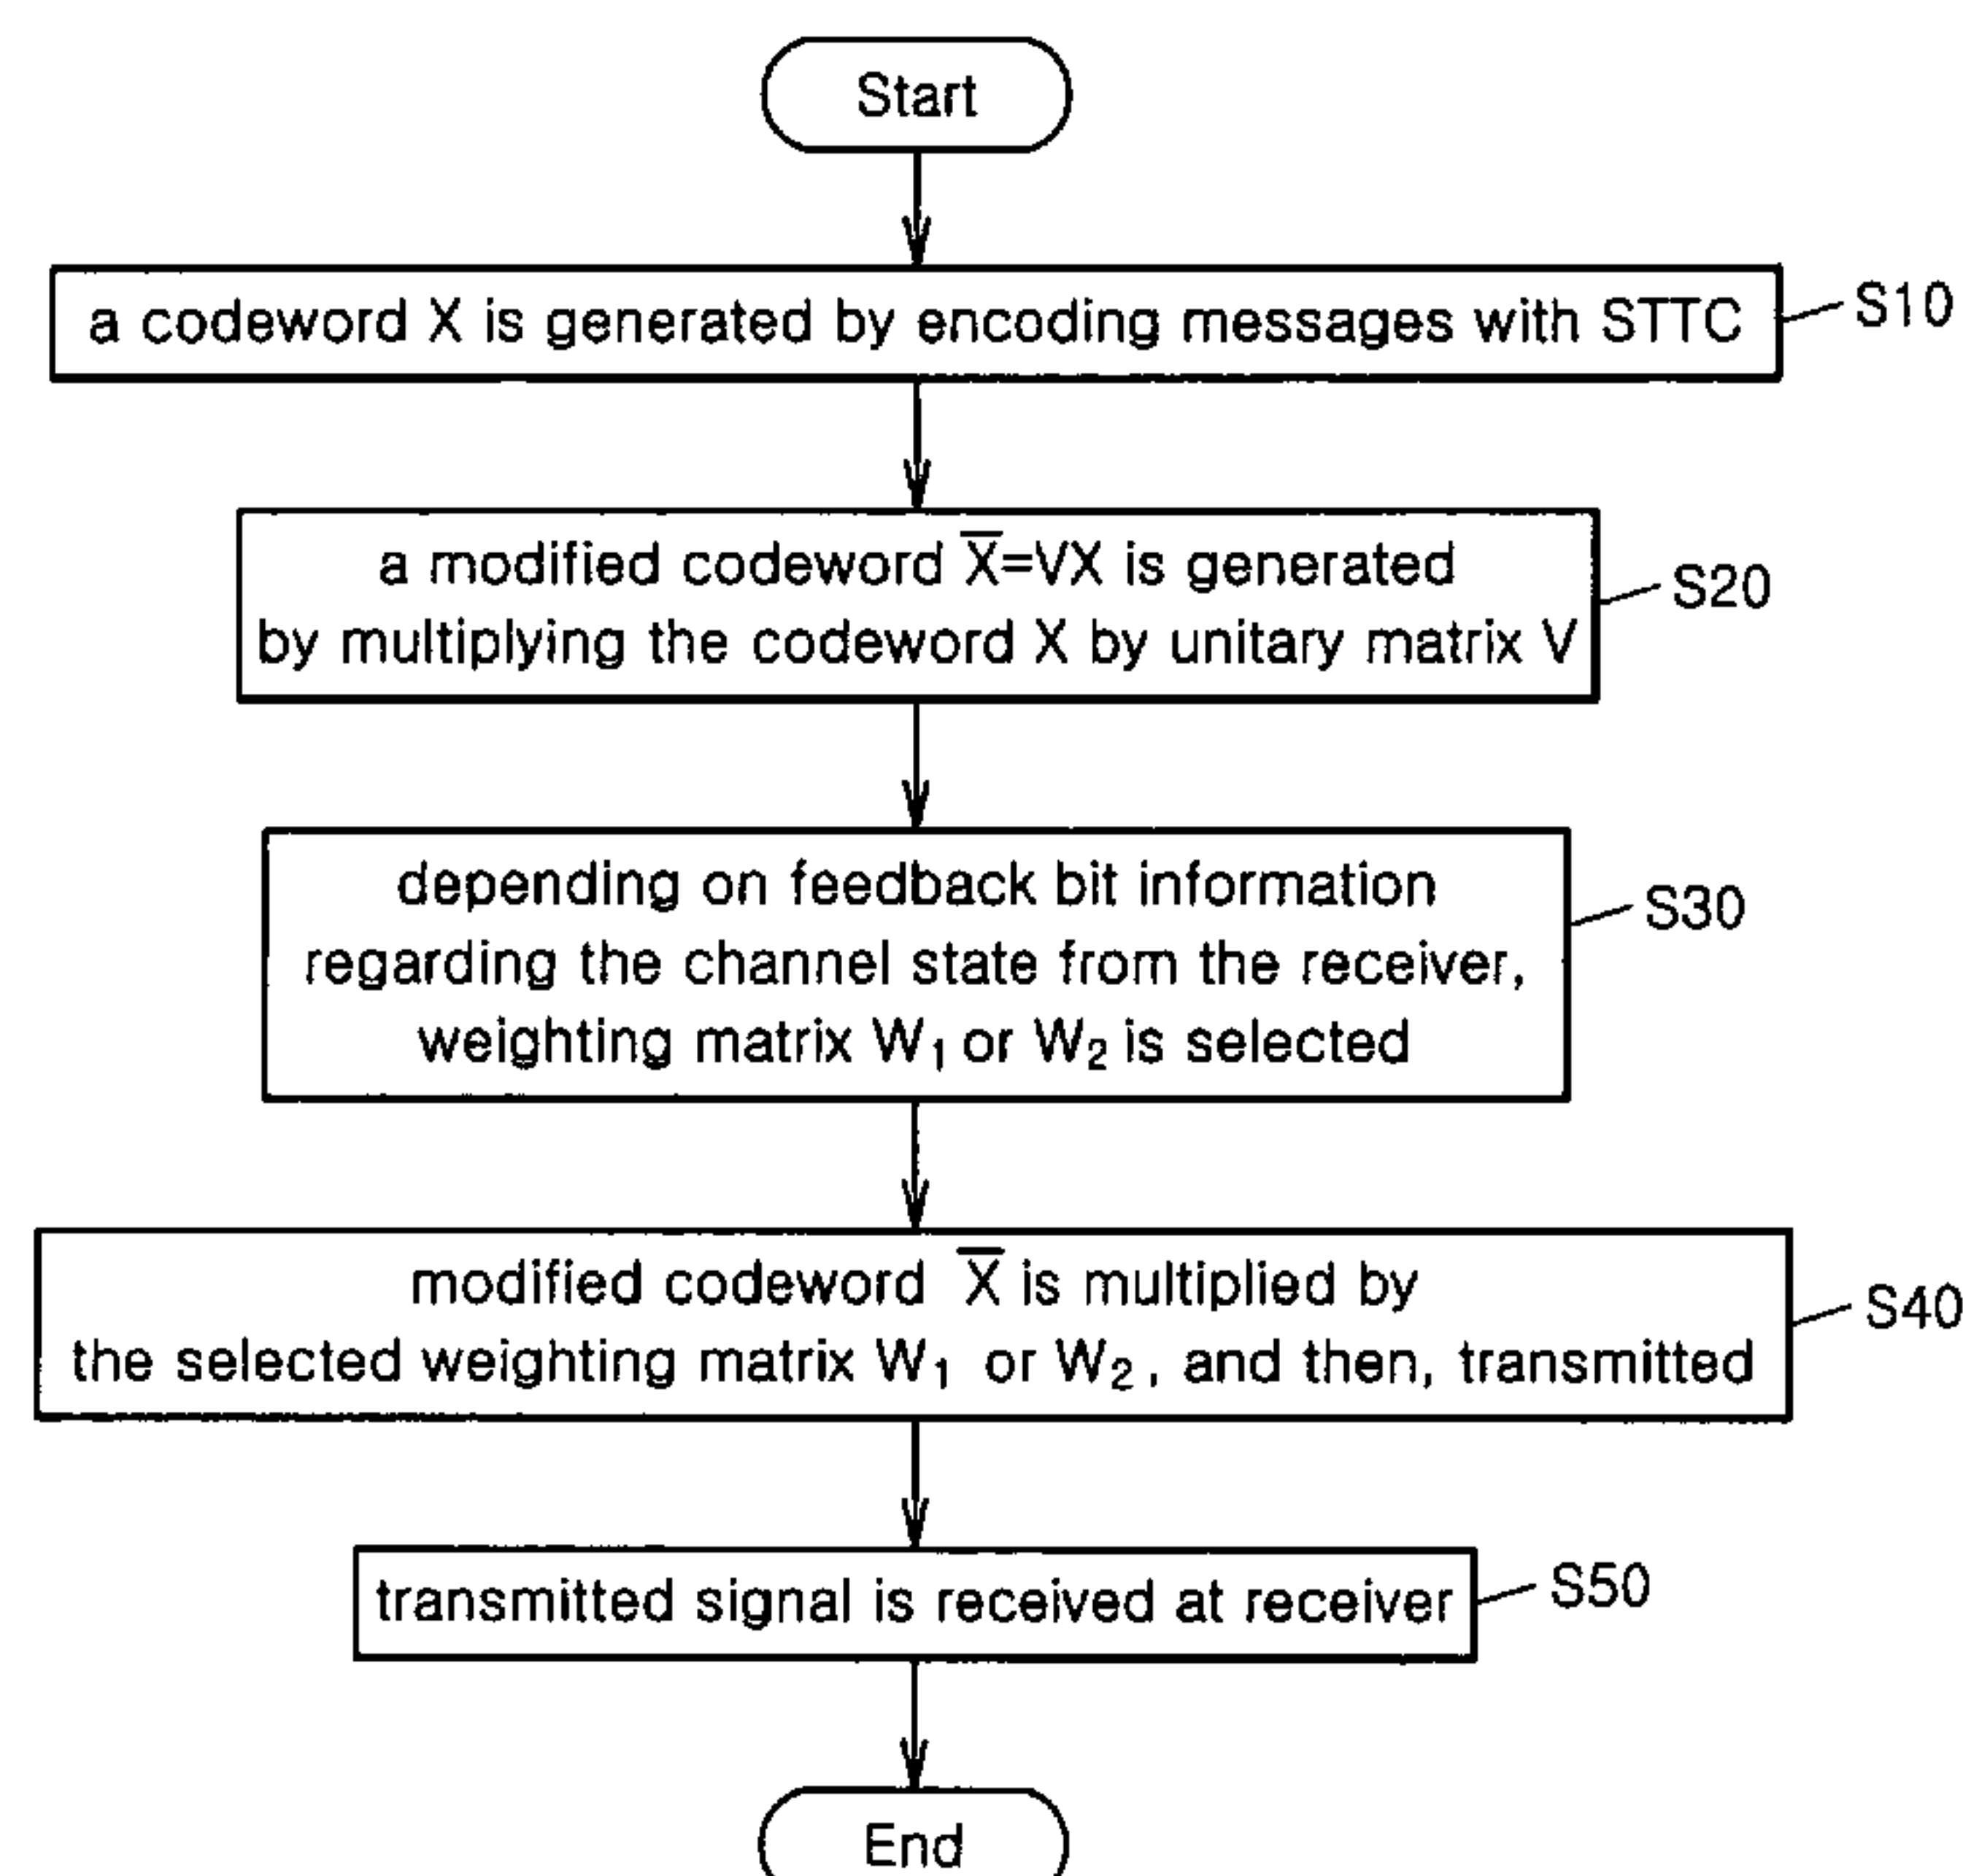 Start
a codeword X is generated by encoding messages with STTC
S10
a modified codeword X̅=VX is generated
by multiplying the codeword X by unitary matrix V
S20
depending on feedback bit information
regarding the channel state from the receiver,
weighting matrix W₁ or W₂ is selected
S30
modified codeword X̅ is multiplied by
the selected weighting matrix W₁ or W₂, and then, transmitted
S40
transmitted signal is received at receiver
S50
End